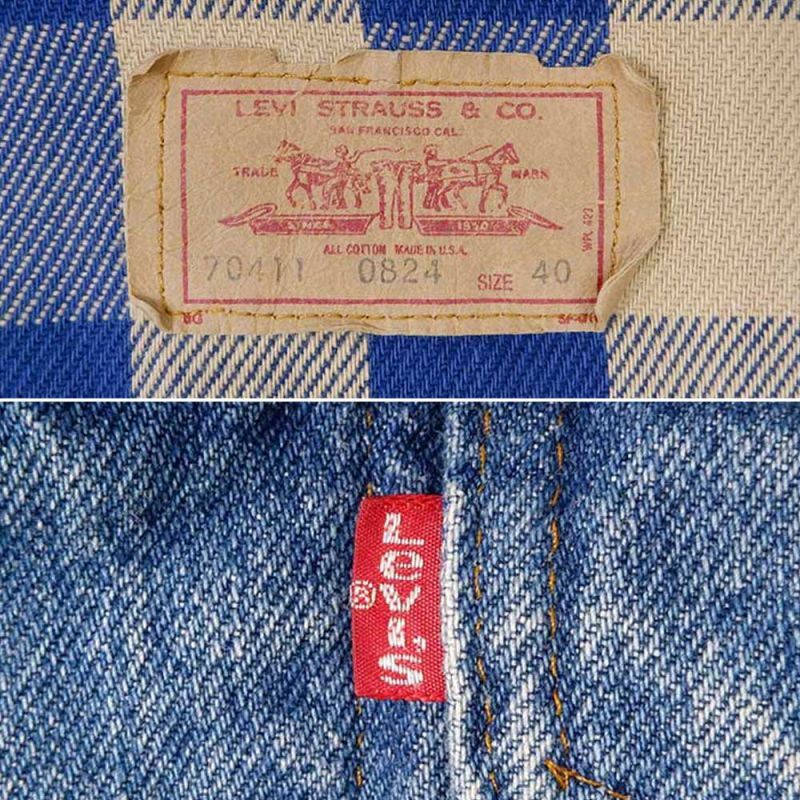 LEVI STRAUSS & CO.
SAN FRANCISCO CAL.
TRADE MARK
ALL COTTON MADE IN U.S.A.
WPL 423
70411 0824 SIZE 40
LEVI'S
®